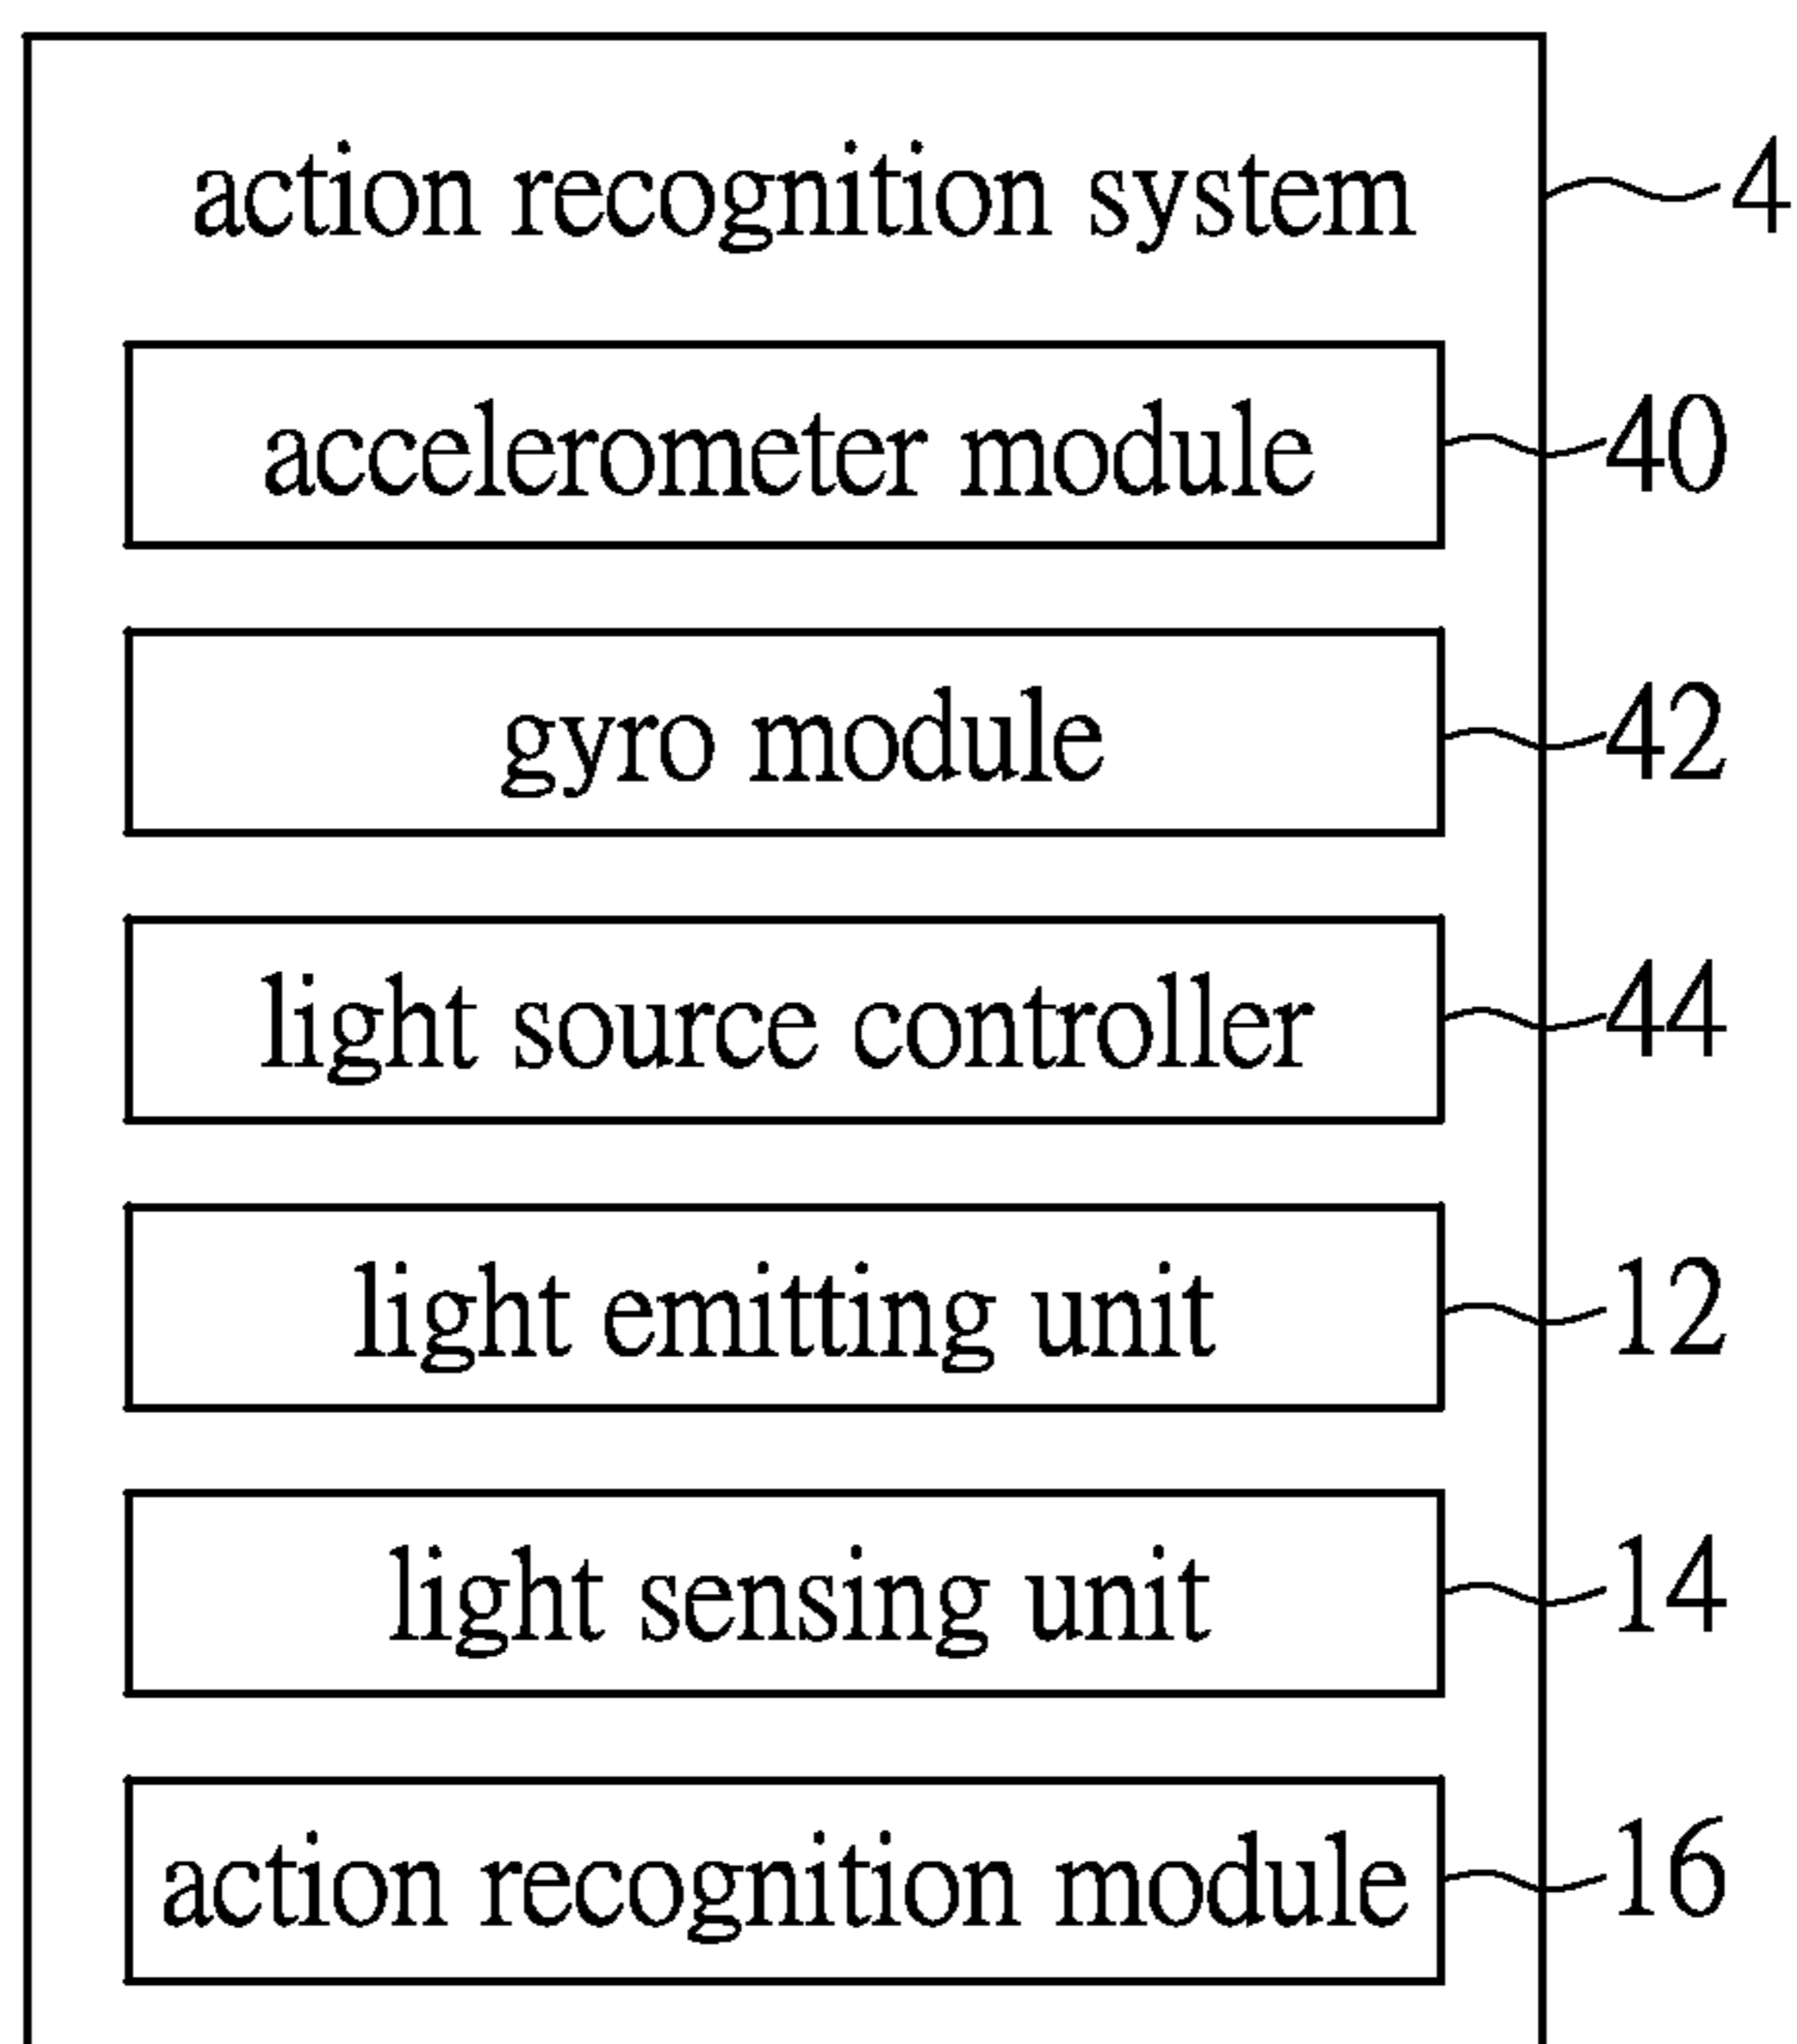 action recognition system 4
accelerometer module 40
gyro module 42
light source controller 44
light emitting unit 12
light sensing unit 14
action recognition module 16